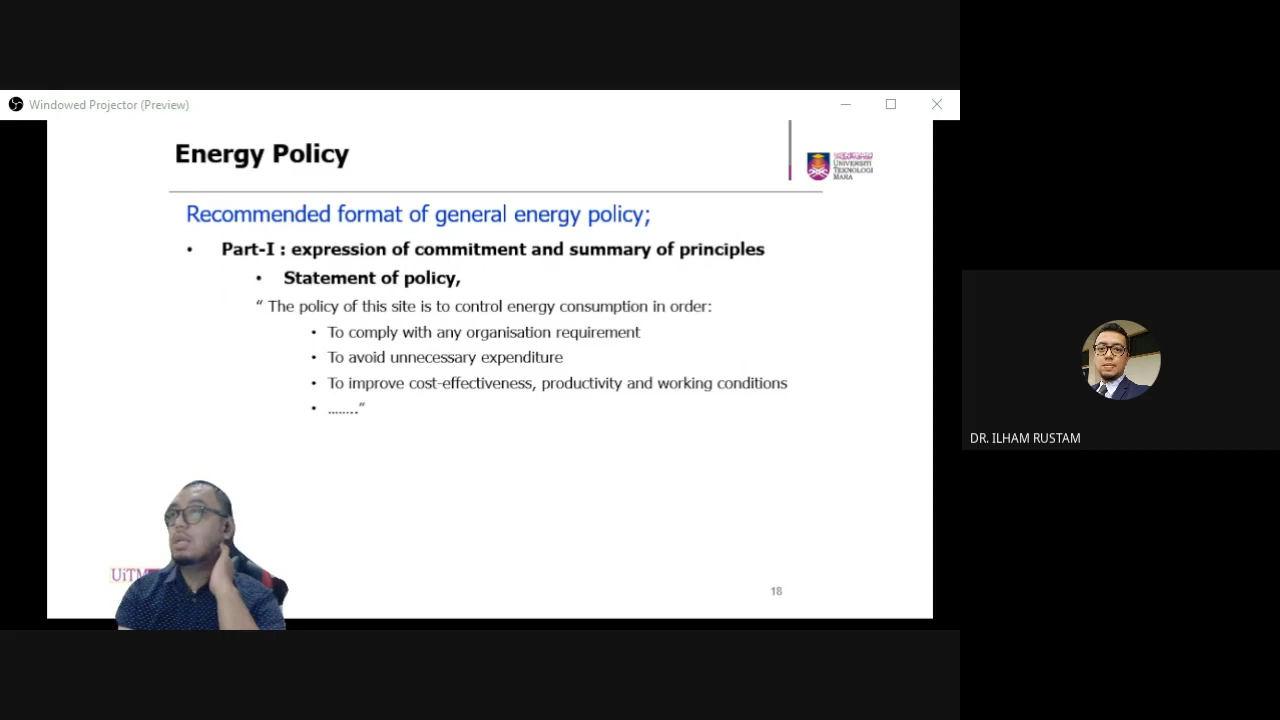 Windowed Projector (Preview)
Energy Policy
UNIVERSITI
TEKNOLOGI
MARA
Recommended format of general energy policy;
• Part-I : expression of commitment and summary of principles
• Statement of policy,
“ The policy of this site is to control energy consumption in order:
• To comply with any organisation requirement
• To avoid unnecessary expenditure
• To improve cost-effectiveness, productivity and working conditions
• ........“
DR. ILHAM RUSTAM
UiTM
18